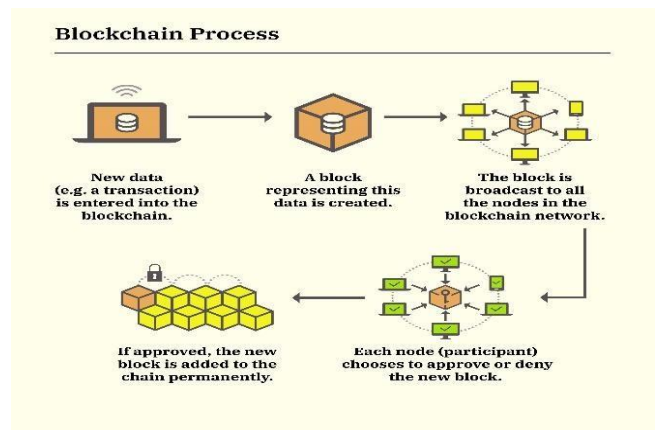 Blockchain Process
New data
(e.g. a transaction)
is entered into the
blockchain.
A block
representing this
data is created.
The block is
broadcast to all
the nodes in the
blockchain network.
Each node (participant)
chooses to approve or deny
the new block.
If approved, the new
block is added to the
chain permanently.